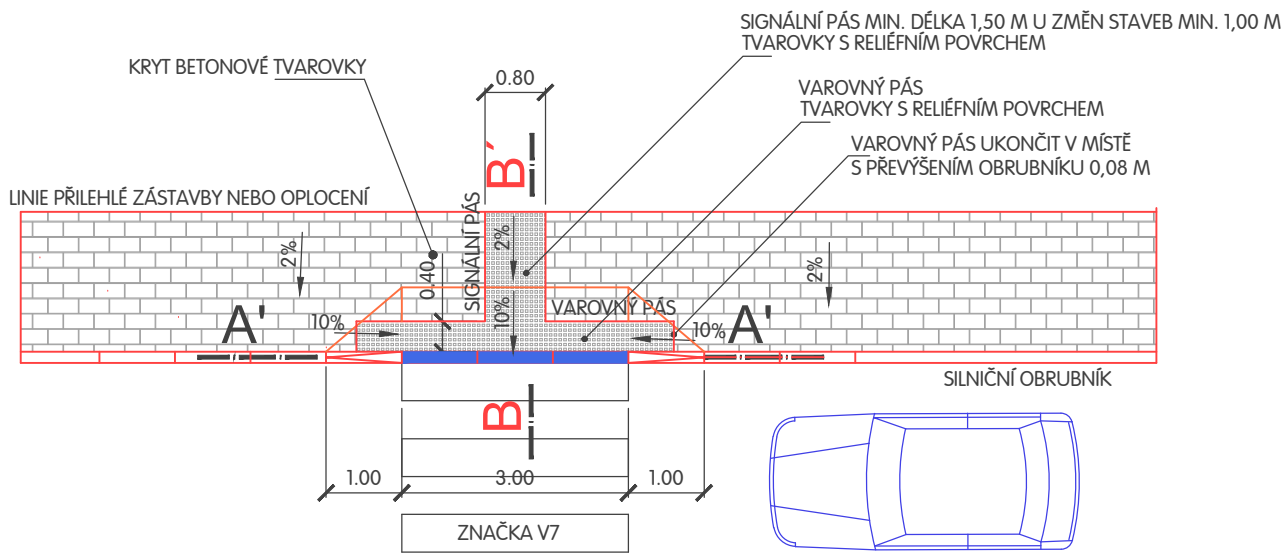 SIGNÁLNÍ PÁS MIN. DÉLKA 1,50 M U ZMĚN STAVEB MIN. 1,00 M
TVAROVKY S RELIÉFNÍM POVRCHEM
KRYT BETONOVÉ TVAROVKY
0.80
VAROVNÝ PÁS
TVAROVKY S RELIÉFNÍM POVRCHEM
VAROVNÝ PÁS UKONČIT V MÍSTĚ
S PŘEVÝŠENÍM OBRUBNÍKU 0,08 M
B´
LINIE PŘILEHLÉ ZÁSTAVBY NEBO OPLOCENÍ
SIGNÁLNÍ PÁS
2%
2%
2%
0.40
10%
VAROVNÝ PÁS
A'
10%
10%
A'
SILNIČNÍ OBRUBNÍK
B
1.00
3.00
1.00
ZNAČKA V7